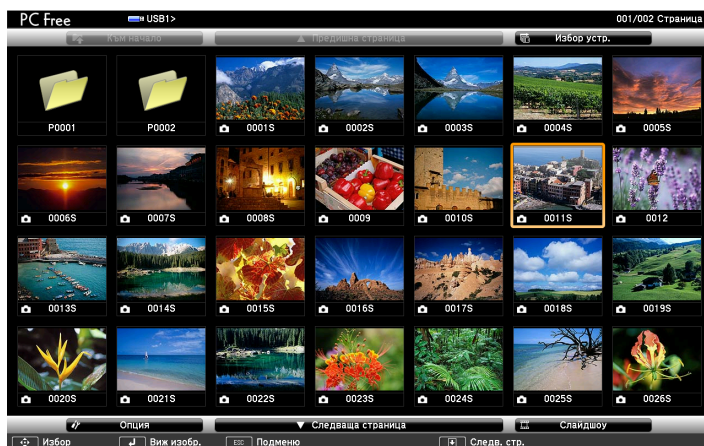 PC Free USB1> 001/002 Страница
Към начало Предишна страница Избор устр.
P0001 P0002 0001S 0002S 0003S 0004S 0005S
0006S 0007S 0008S 0009 0010S 0011S 0012
0013S 0014S 0015S 0016S 0017S 0018S 0019S
0020S 0021S 0022S 0023S 0024S 0025S 0026S
Опция Следваща страница Слайдшоу
Избор Виж изобр. ESC Подменю Следв. стр.